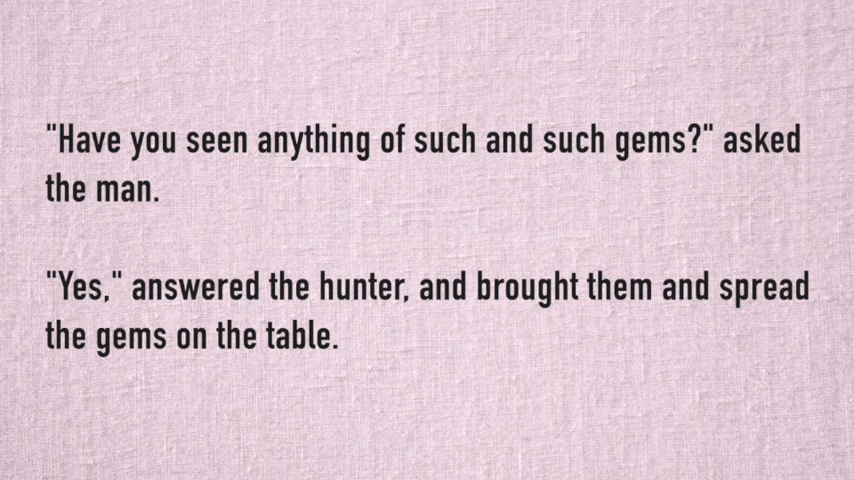 "Have you seen anything of such and such gems?" asked
the man.
"Yes," answered the hunter, and brought them and spread
the gems on the table.